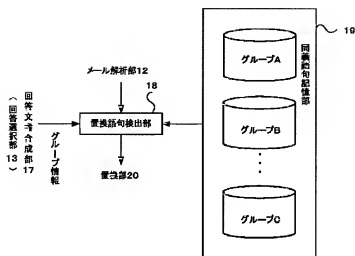 19
同義語句記憶部
グループA
グループB
グループC
メール解析部12
18
置換語句検出部
置換部20
グループ情報
回答文書合成部17
(回答選択部13)